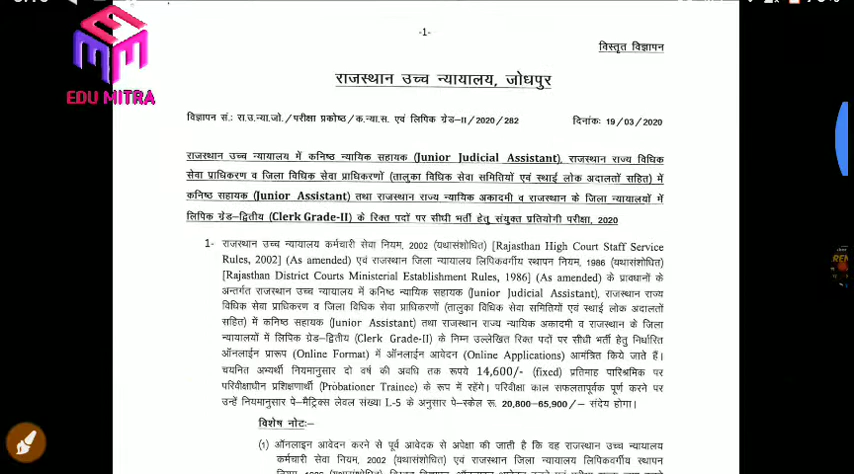 -1-
विस्तृत विज्ञापन
EDU MITRA
राजस्थान उच्च न्यायालय, जोधपुर
विज्ञापन सं.: रा.उ.न्या.जो./परीक्षा प्रकोष्ठ/क.न्या.स. एवं लिपिक ग्रेड-II/2020/282 दिनांकः 19/03/2020
राजस्थान उच्च न्यायालय में कनिष्ठ न्यायिक सहायक (Junior Judicial Assistant), राजस्थान राज्य विधिक
सेवा प्राधिकरण व जिला विधिक सेवा प्राधिकरणों (तालुका विधिक सेवा समितियों एवं स्थाई लोक अदालतों सहित) में
कनिष्ठ सहायक (Junior Assistant) तथा राजस्थान राज्य न्यायिक अकादमी व राजस्थान के जिला न्यायालयों में
लिपिक ग्रेड-द्वितीय (Clerk Grade-II) के रिक्त पदों पर सीधी भर्ती हेतु संयुक्त प्रतियोगी परीक्षा, 2020
1- राजस्थान उच्च न्यायालय कर्मचारी सेवा नियम, 2002 (यथासंशोधित) [Rajasthan High Court Staff Service
Rules, 2002] (As amended) एवं राजस्थान जिला न्यायालय लिपिकवर्गीय स्थापन नियम, 1986 (यथासंशोधित)
[Rajasthan District Courts Ministerial Establishment Rules, 1986] (As amended) के प्रावधानों के
अन्तर्गत राजस्थान उच्च न्यायालय में कनिष्ठ न्यायिक सहायक (Junior Judicial Assistant), राजस्थान राज्य
विधिक सेवा प्राधिकरण व जिला विधिक सेवा प्राधिकरणों (तालुका विधिक सेवा समितियों एवं स्थाई लोक अदालतों
सहित) में कनिष्ठ सहायक (Junior Assistant) तथा राजस्थान राज्य न्यायिक अकादमी व राजस्थान के जिला
न्यायालयों में लिपिक ग्रेड-द्वितीय (Clerk Grade-II) के निम्न उल्लेखित रिक्त पदों पर सीधी भर्ती हेतु निर्धारित
ऑनलाईन प्रारूप (Online Format) में ऑनलाईन आवेदन (Online Applications) आमंत्रित किये जाते हैं।
चयनित अभ्यर्थी नियमानुसार दो वर्ष की अवधि तक रूपये 14,600/- (fixed) प्रतिमाह पारिश्रमिक पर
परिवीक्षाधीन प्रशिक्षणार्थी (Probationer Trainee) के रूप में रहेंगे। परिवीक्षा काल सफलतापूर्वक पूर्ण करने पर
उन्हें नियमानुसार पे-मैट्रिक्स लेवल संख्या L-5 के अनुसार पे-स्केल रू. 20,800-65,900/- संदेय होगा।
विशेष नोटः-
(1) ऑनलाइन आवेदन करने से पूर्व आवेदक से अपेक्षा की जाती है कि वह राजस्थान उच्च न्यायालय
कर्मचारी सेवा नियम, 2002 (यथासंशोधित) एवं राजस्थान जिला न्यायालय लिपिकवर्गीय स्थापन